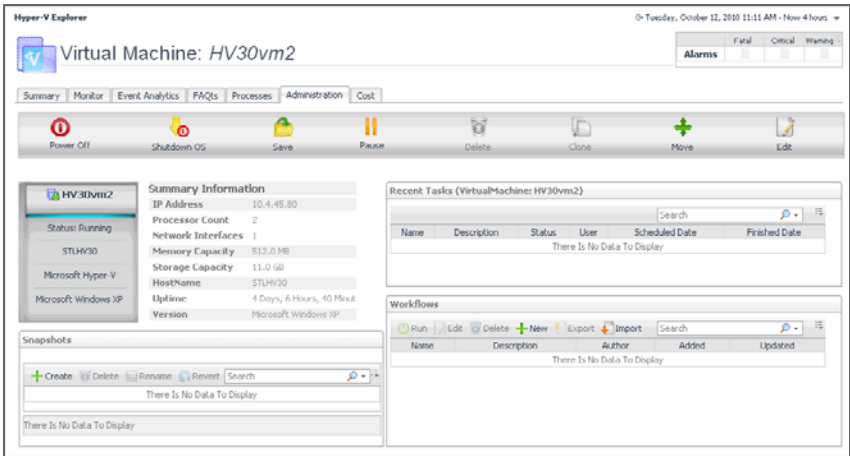 Hyper-V Explorer
Tuesday, October 12, 2010 11:11 AM - Now 4 hours
Virtual Machine: HV30vm2
Fatal Critical Warning
Alarms
Summary Monitor Event Analytics FAQts Processes Administration Cost
Power Off Shutdown OS Save Pause Delete Clone Move Edit
HV30vm2
Status: Running
STLHV30
Microsoft Hyper-V
Microsoft Windows XP
Summary Information
IP Address 10.4.45.80
Processor Count 2
Network Interfaces 1
Memory Capacity 512.0 MB
Storage Capacity 11.0 GB
HostName STLHV30
Uptime 4 Days, 6 Hours, 40 Minut
Version Microsoft Windows XP
Snapshots
Create Delete Rename Revert Search
There Is No Data To Display
There Is No Data To Display
Recent Tasks (VirtualMachine: HV30vm2)
Search
Name Description Status User Scheduled Date Finished Date
There Is No Data To Display
Workflows
Run Edit Delete New Export Import Search
Name Description Author Added Updated
There Is No Data To Display